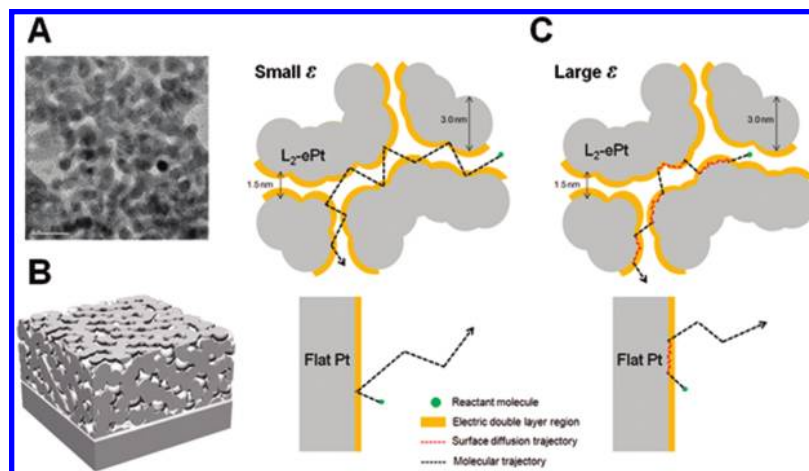 A
B
Small ℰ
L₂-ePt
3.0 nm
1.5 nm
Flat Pt
C
Large ℰ
L₂-ePt
3.0 nm
1.5 nm
Flat Pt
Reactant molecule
Electric double layer region
Surface diffusion trajectory
Molecular trajectory